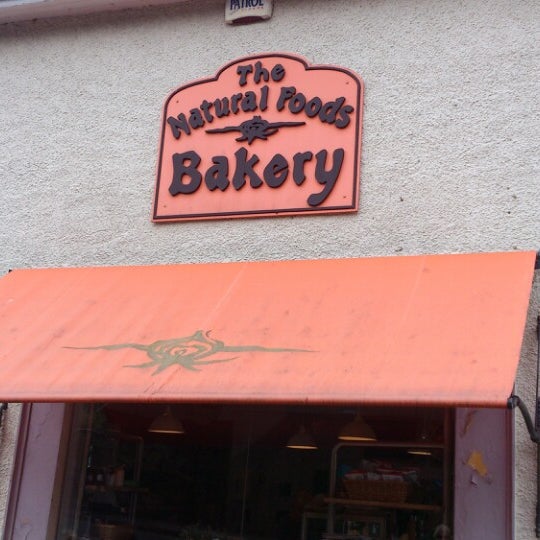 PATROL
The
Natural Foods
Bakery